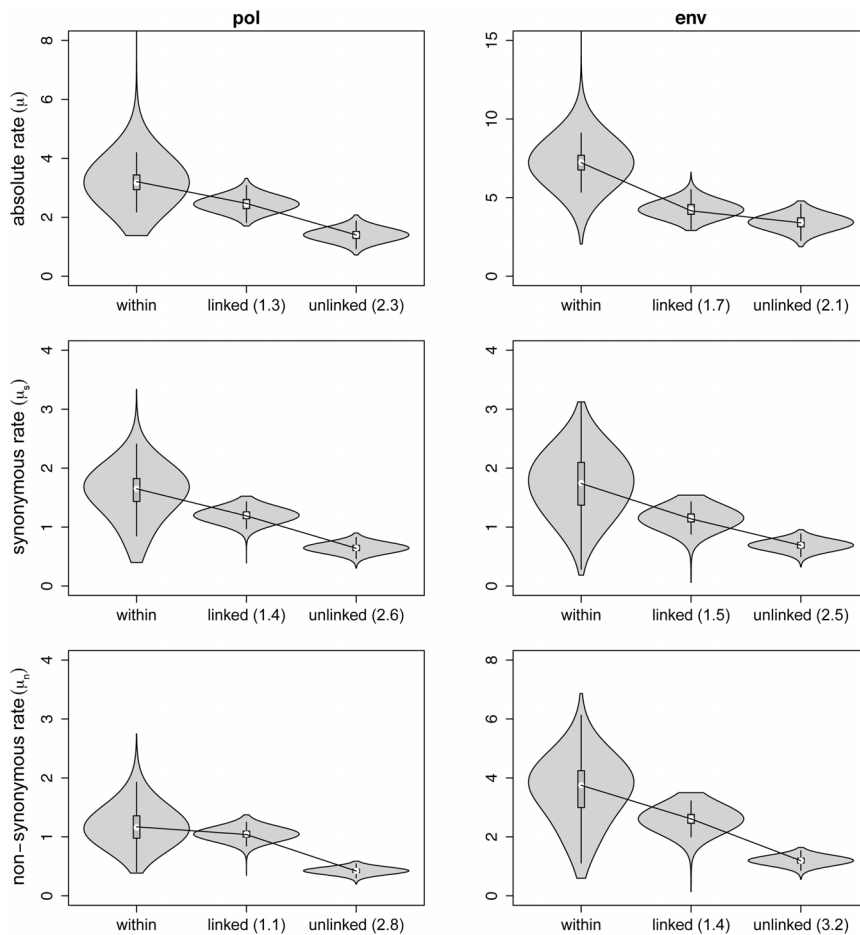 pol
env
absolute rate (μ)
8
6
4
2
0
within
linked (1.3)
unlinked (2.3)
15
10
5
0
within
linked (1.7)
unlinked (2.1)
synonymous rate (μs)
4
3
2
1
0
within
linked (1.4)
unlinked (2.6)
4
3
2
1
0
within
linked (1.5)
unlinked (2.5)
non−synonymous rate (μn)
4
3
2
1
0
within
linked (1.1)
unlinked (2.8)
8
6
4
2
0
within
linked (1.4)
unlinked (3.2)